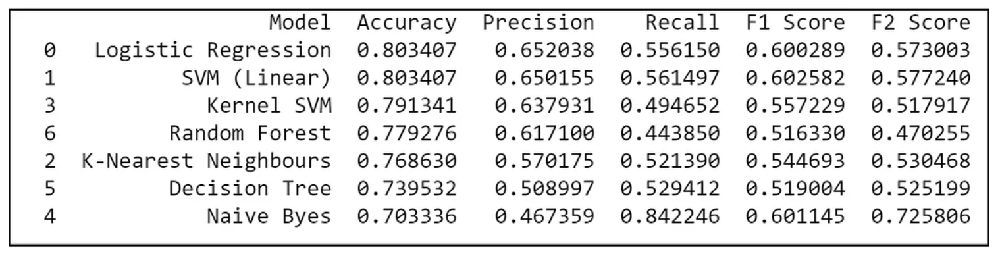 Model Accuracy Precision Recall F1 Score F2 Score
0 Logistic Regression 0.803407 0.652038 0.556150 0.600289 0.573003
1 SVM (Linear) 0.803407 0.650155 0.561497 0.602582 0.577240
3 Kernel SVM 0.791341 0.637931 0.494652 0.557229 0.517917
6 Random Forest 0.779276 0.617100 0.443850 0.516330 0.470255
2 K-Nearest Neighbours 0.768630 0.570175 0.521390 0.544693 0.530468
5 Decision Tree 0.739532 0.508997 0.529412 0.519004 0.525199
4 Naive Byes 0.703336 0.467359 0.842246 0.601145 0.725806